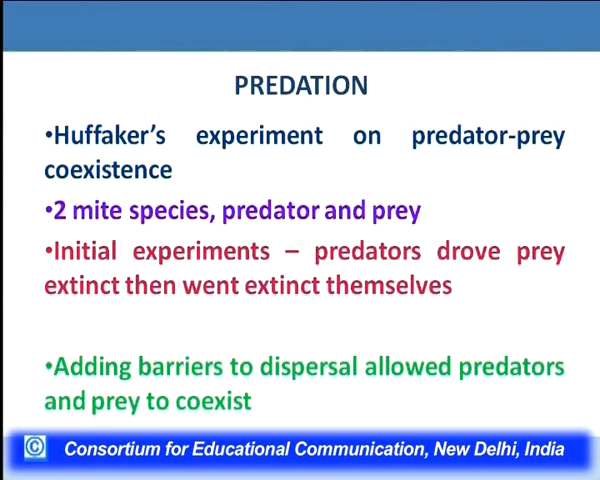 PREDATION
•Huffaker's experiment on predator-prey
coexistence
•2 mite species, predator and prey
•Initial experiments – predators drove prey
extinct then went extinct themselves
•Adding barriers to dispersal allowed predators
and prey to coexist
© Consortium for Educational Communication, New Delhi, India